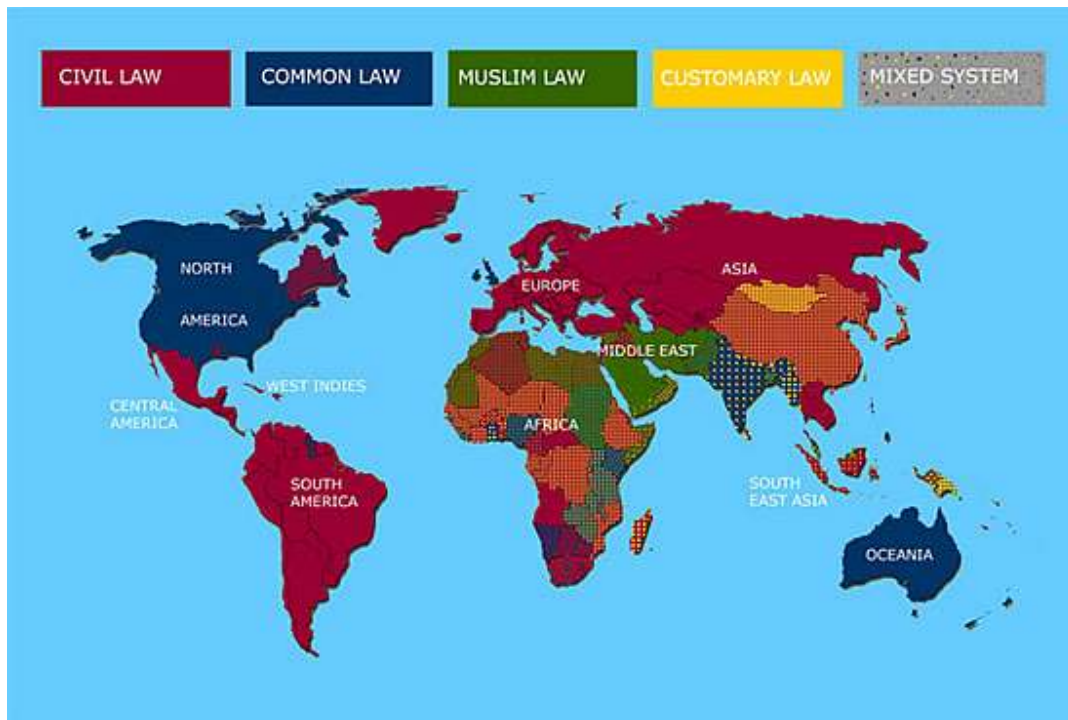 CIVIL LAW
COMMON LAW
MUSLIM LAW
CUSTOMARY LAW
MIXED SYSTEM
NORTH
AMERICA
EUROPE
ASIA
MIDDLE EAST
WEST INDIES
CENTRAL
AMERICA
AFRICA
SOUTH
AMERICA
SOUTH
EAST ASIA
OCEANIA